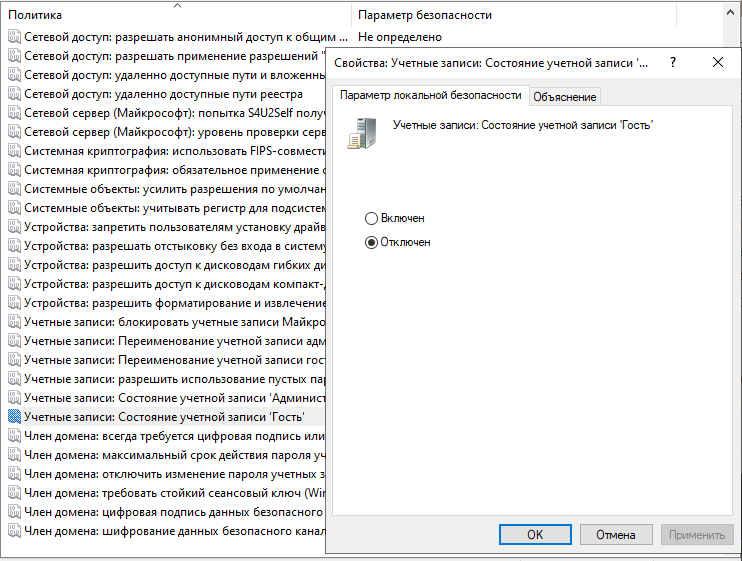 Политика
Параметр безопасности
Сетевой доступ: разрешать анонимный доступ к общим ...
Не определено
Сетевой доступ: разрешать применение разрешений "
Сетевой доступ: удаленно доступные пути и вложенны
Сетевой доступ: удаленно доступные пути реестра
Сетевой сервер (Майкрософт): попытка S4U2Self получ
Сетевой сервер (Майкрософт): уровень проверки серв
Системная криптография: использовать FIPS-совмести
Системная криптография: обязательное применение с
Системные объекты: усилить разрешения по умолчан
Системные объекты: учитывать регистр для подсистем
Устройства: запретить пользователям установку драйв
Устройства: разрешать отстыковку без входа в систему
Устройства: разрешить доступ к дисководам гибких ди
Устройства: разрешить доступ к дисководам компакт-д
Устройства: разрешить форматирование и извлечение
Учетные записи: блокировать учетные записи Майкро
Учетные записи: Переименование учетной записи адм
Учетные записи: Переименование учетной записи гост
Учетные записи: разрешить использование пустых пар
Учетные записи: Состояние учетной записи 'Админист
Учетные записи: Состояние учетной записи 'Гость'
Член домена: всегда требуется цифровая подпись или
Член домена: максимальный срок действия пароля уч
Член домена: отключить изменение пароля учетных з
Член домена: требовать стойкий сеансовый ключ (Win
Член домена: цифровая подпись данных безопасного
Член домена: шифрование данных безопасного канал
Свойства: Учетные записи: Состояние учетной записи '...
?
Параметр локальной безопасности
Объяснение
Учетные записи: Состояние учетной записи 'Гость'
Включен
Отключен
OK
Отмена
Применить